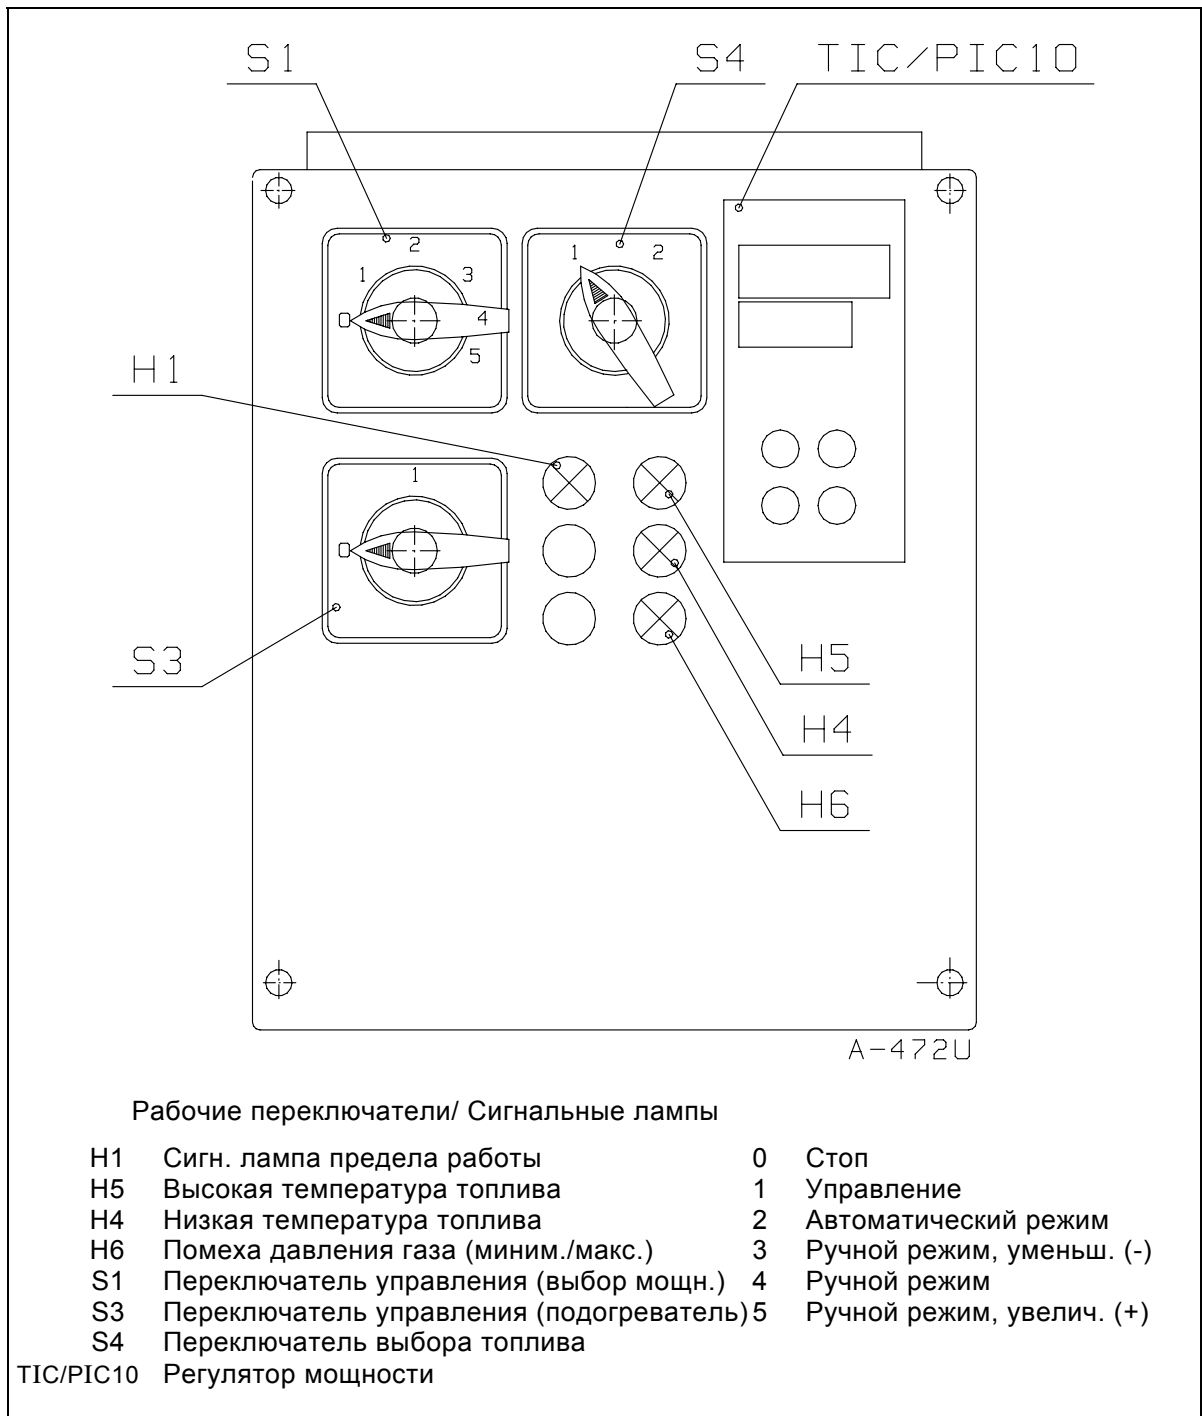 S1 S4 TIC/PIC10
2
1 3
0 4
5
1 2
H1
1
0
S3
H5
H4
H6
A-472U
Рабочие переключатели/ Сигнальные лампы
H1 Сигн. лампа предела работы 0 Стоп
H5 Высокая температура топлива 1 Управление
H4 Низкая температура топлива 2 Автоматический режим
H6 Помеха давления газа (миним./макс.) 3 Ручной режим, уменьш. (-)
S1 Переключатель управления (выбор мощн.) 4 Ручной режим
S3 Переключатель управления (подогреватель) 5 Ручной режим, увелич. (+)
S4 Переключатель выбора топлива
TIC/PIC10 Регулятор мощности